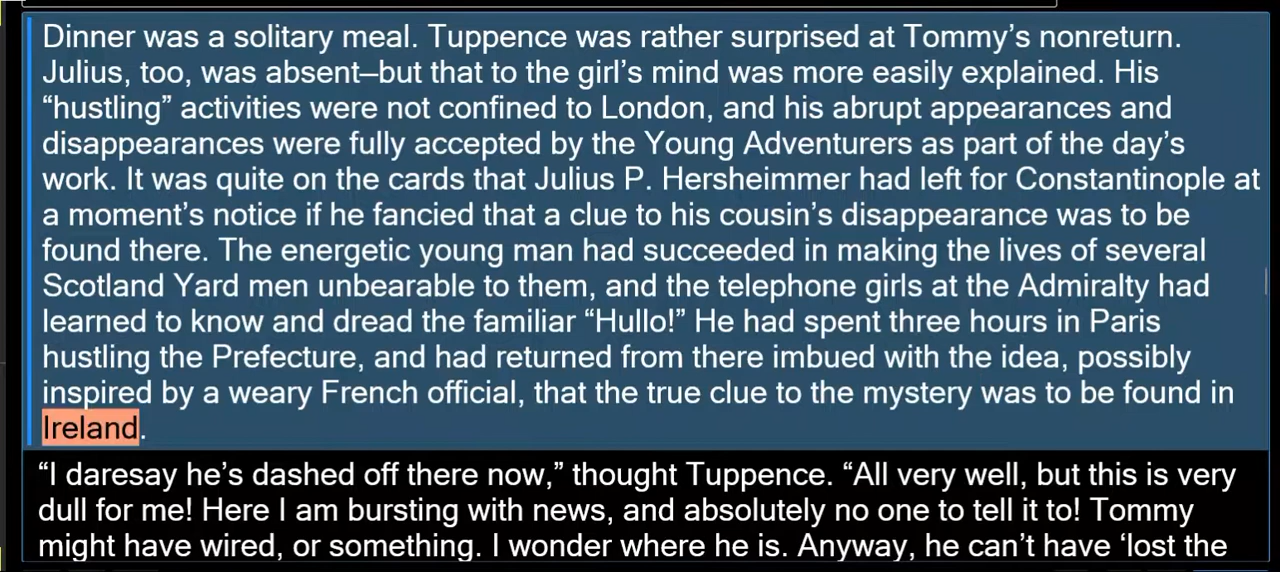 Dinner was a solitary meal. Tuppence was rather surprised at Tommy’s nonreturn.
Julius, too, was absent—but that to the girl’s mind was more easily explained. His
“hustling” activities were not confined to London, and his abrupt appearances and
disappearances were fully accepted by the Young Adventurers as part of the day’s
work. It was quite on the cards that Julius P. Hersheimmer had left for Constantinople at
a moment’s notice if he fancied that a clue to his cousin’s disappearance was to be
found there. The energetic young man had succeeded in making the lives of several
Scotland Yard men unbearable to them, and the telephone girls at the Admiralty had
learned to know and dread the familiar “Hullo!” He had spent three hours in Paris
hustling the Prefecture, and had returned from there imbued with the idea, possibly
inspired by a weary French official, that the true clue to the mystery was to be found in
Ireland.
“I daresay he’s dashed off there now,” thought Tuppence. “All very well, but this is very
dull for me! Here I am bursting with news, and absolutely no one to tell it to! Tommy
might have wired, or something. I wonder where he is. Anyway, he can’t have ‘lost the